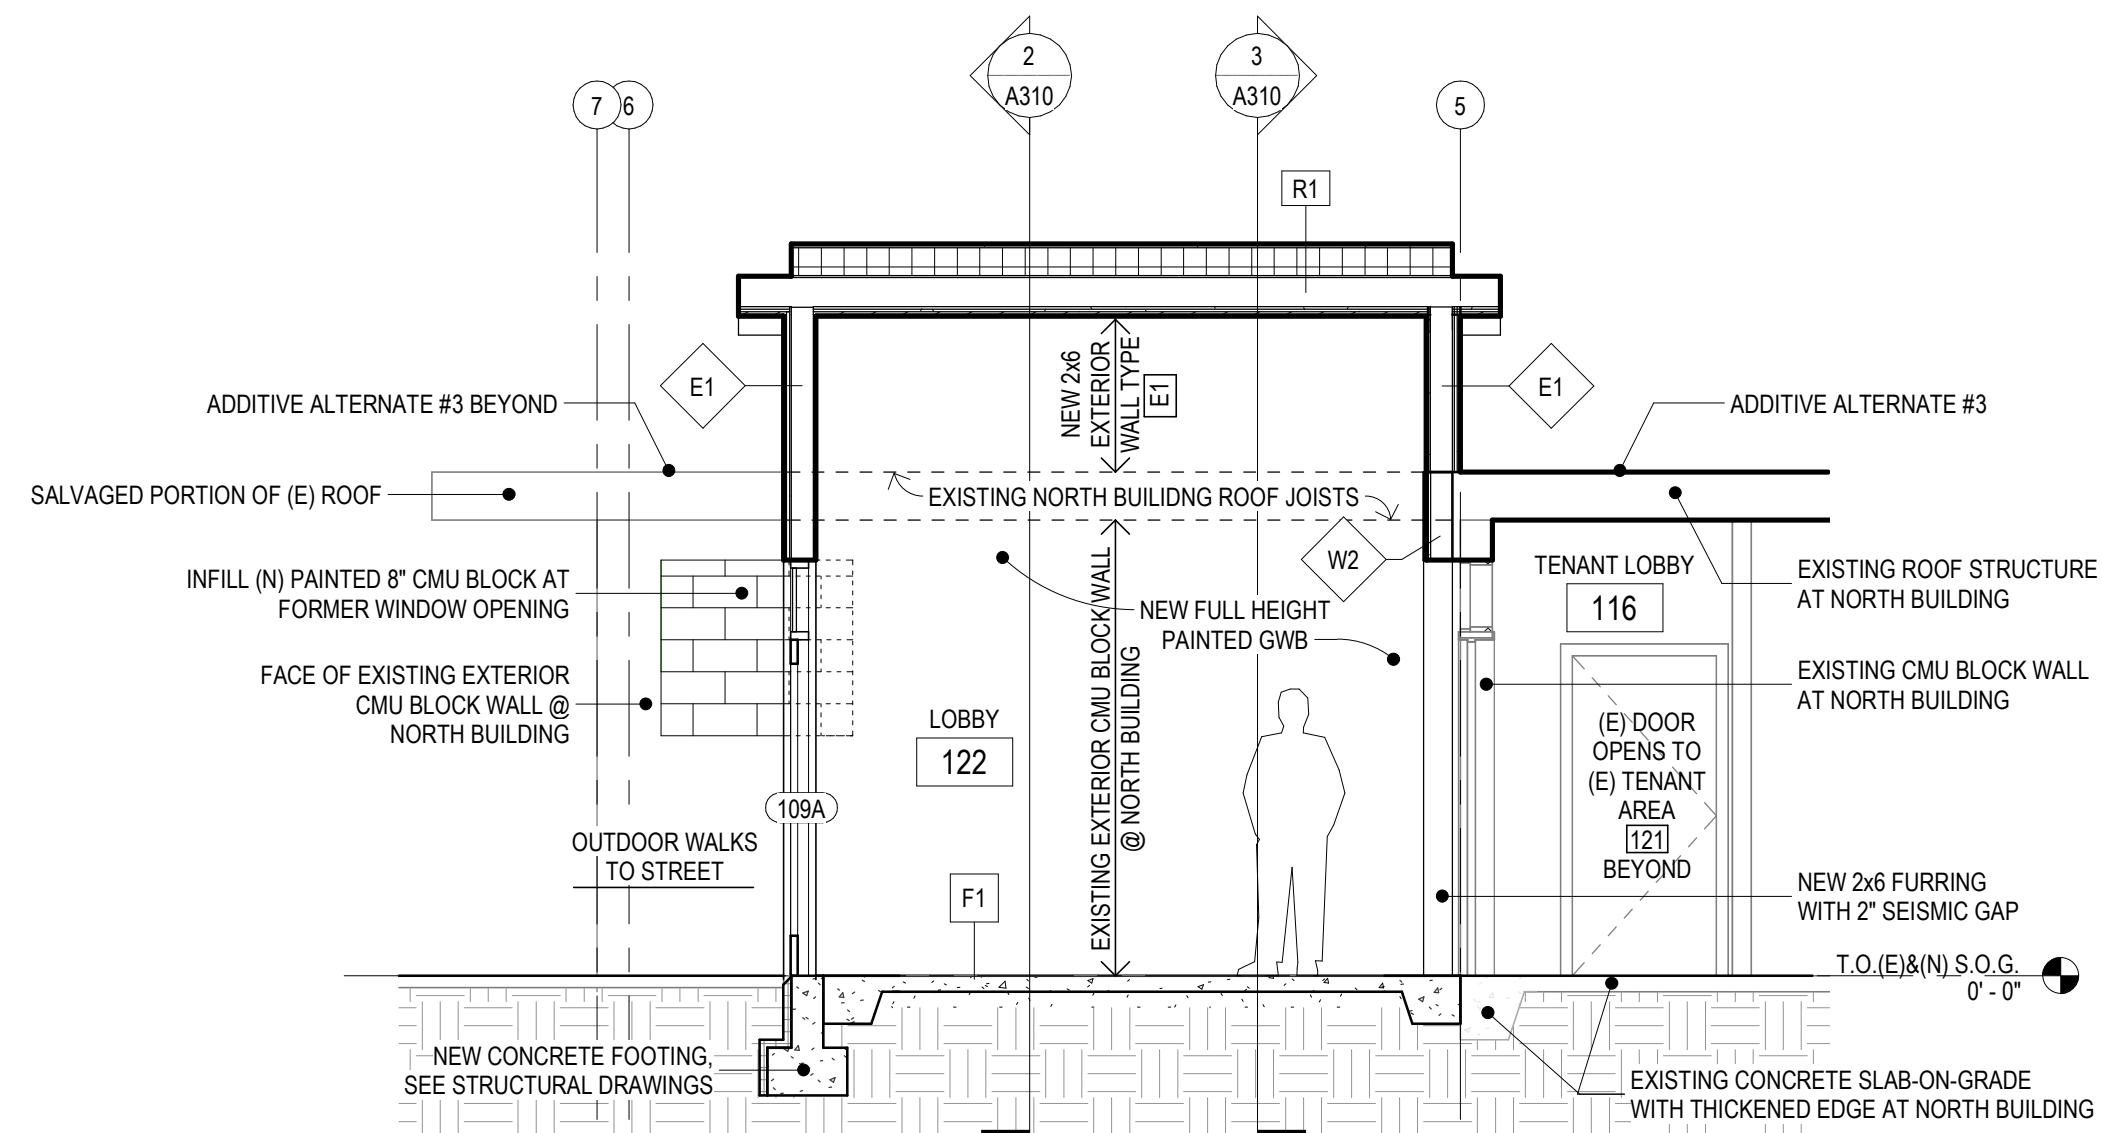 2
A310
3
A310
7
6
5
R1
NEW 2x6
EXTERIOR
WALL TYPE
E1
E1
E1
ADDITIVE ALTERNATE #3 BEYOND
ADDITIVE ALTERNATE #3
SALVAGED PORTION OF (E) ROOF
EXISTING NORTH BUILIDNG ROOF JOISTS
W2
TENANT LOBBY
116
EXISTING ROOF STRUCTURE
AT NORTH BUILDING
INFILL (N) PAINTED 8" CMU BLOCK AT
FORMER WINDOW OPENING
NEW FULL HEIGHT
PAINTED GWB
EXISTING EXTERIOR CMU BLOCK WALL
@ NORTH BUILDING
FACE OF EXISTING EXTERIOR
CMU BLOCK WALL @
NORTH BUILDING
EXISTING CMU BLOCK WALL
AT NORTH BUILDING
LOBBY
122
(E) DOOR
OPENS TO
(E) TENANT
AREA
121
BEYOND
109A
OUTDOOR WALKS
TO STREET
F1
NEW 2x6 FURRING
WITH 2" SEISMIC GAP
T.O.(E)&(N) S.O.G.
0' - 0"
NEW CONCRETE FOOTING,
SEE STRUCTURAL DRAWINGS
EXISTING CONCRETE SLAB-ON-GRADE
WITH THICKENED EDGE AT NORTH BUILDING